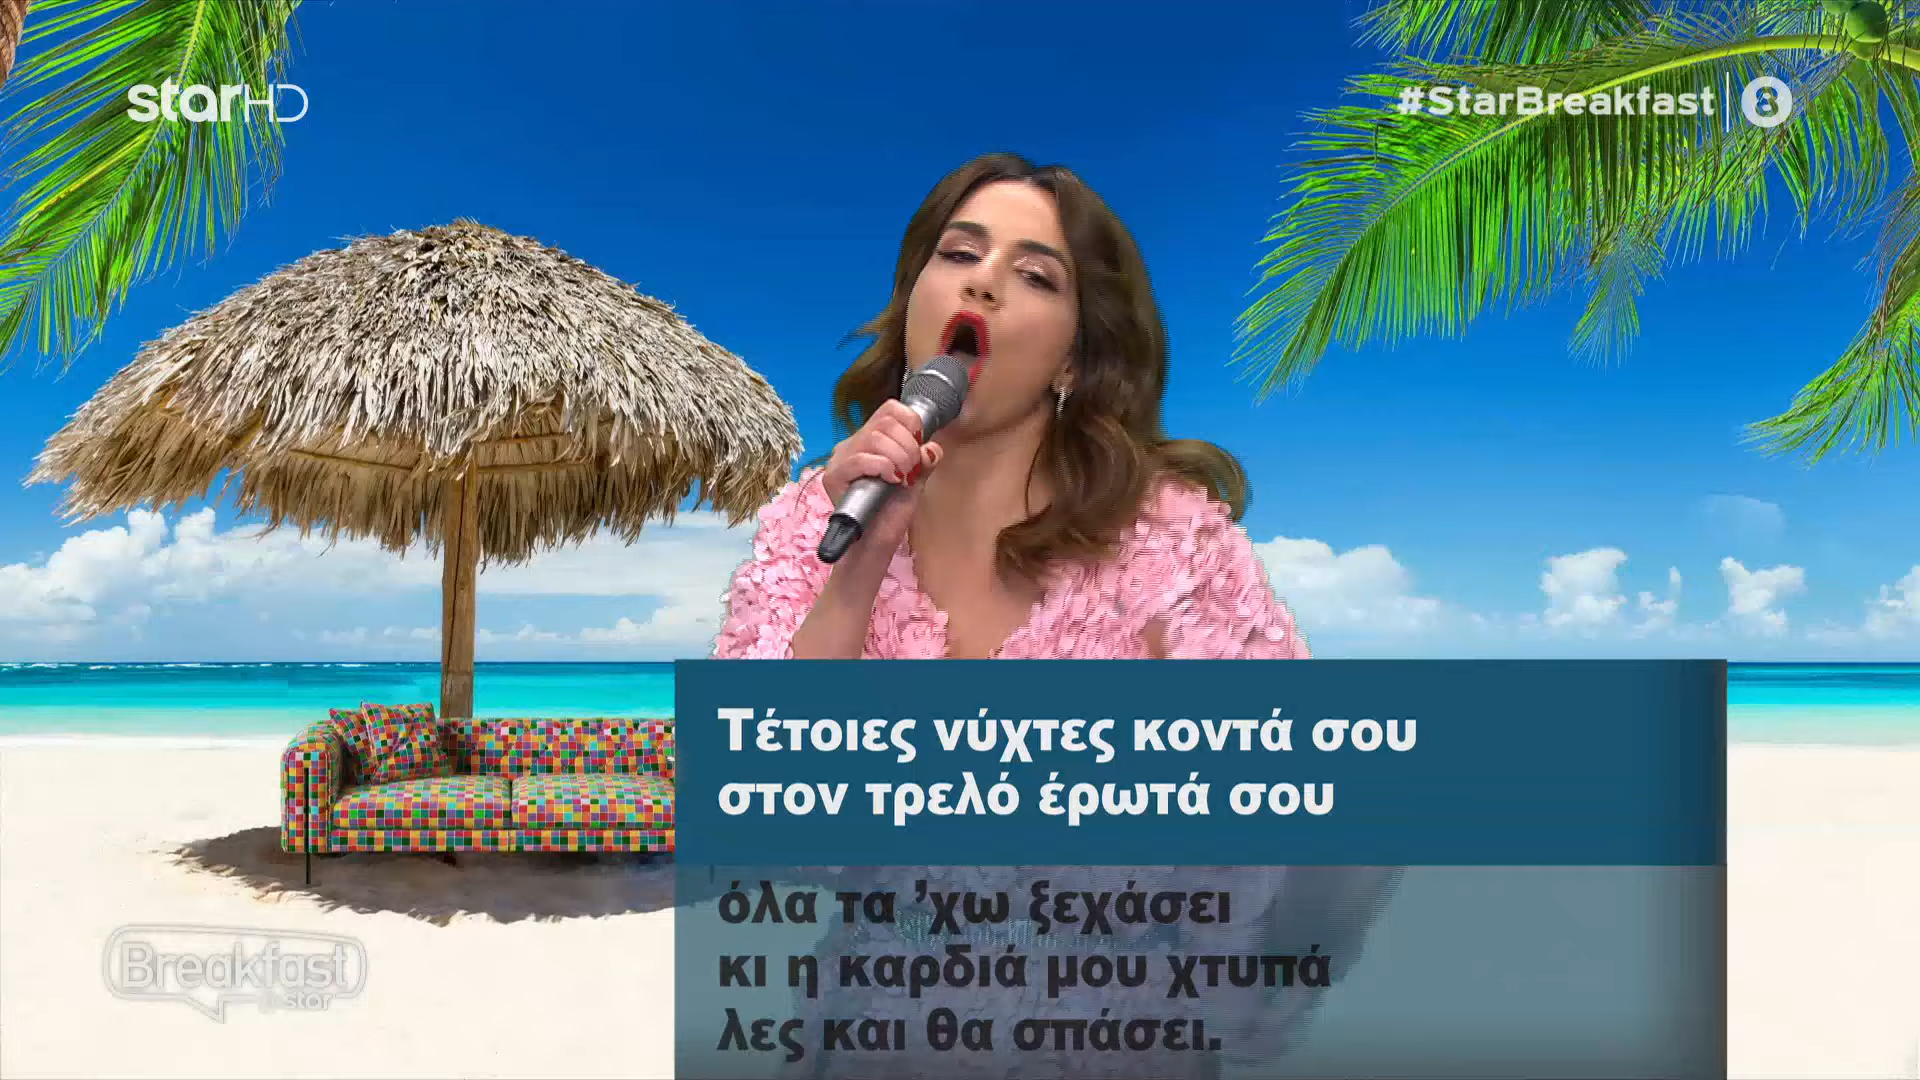 starHD
#StarBreakfast 8
Τέτοιες νύχτες κοντά σου
στον τρελό έρωτά σου
όλα τα ’χω ξεχάσει
κι η καρδιά μου χτυπά
λες και θα σπάσει.
Breakfast
@star